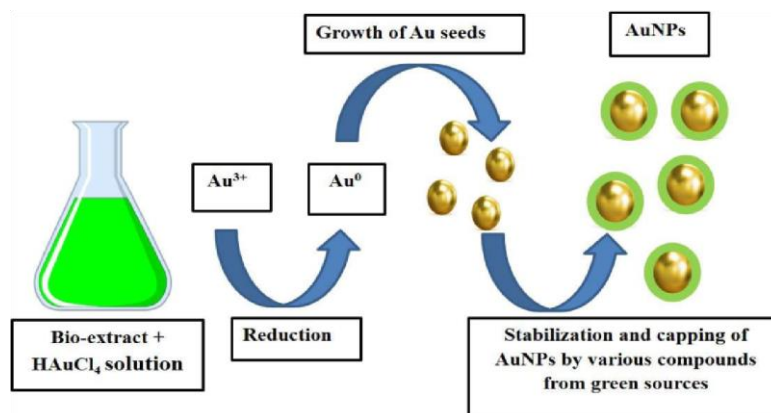 Growth of Au seeds
AuNPs
Au³⁺
Au⁰
Bio-extract +
HAuCl₄ solution
Reduction
Stabilization and capping of
AuNPs by various compounds
from green sources